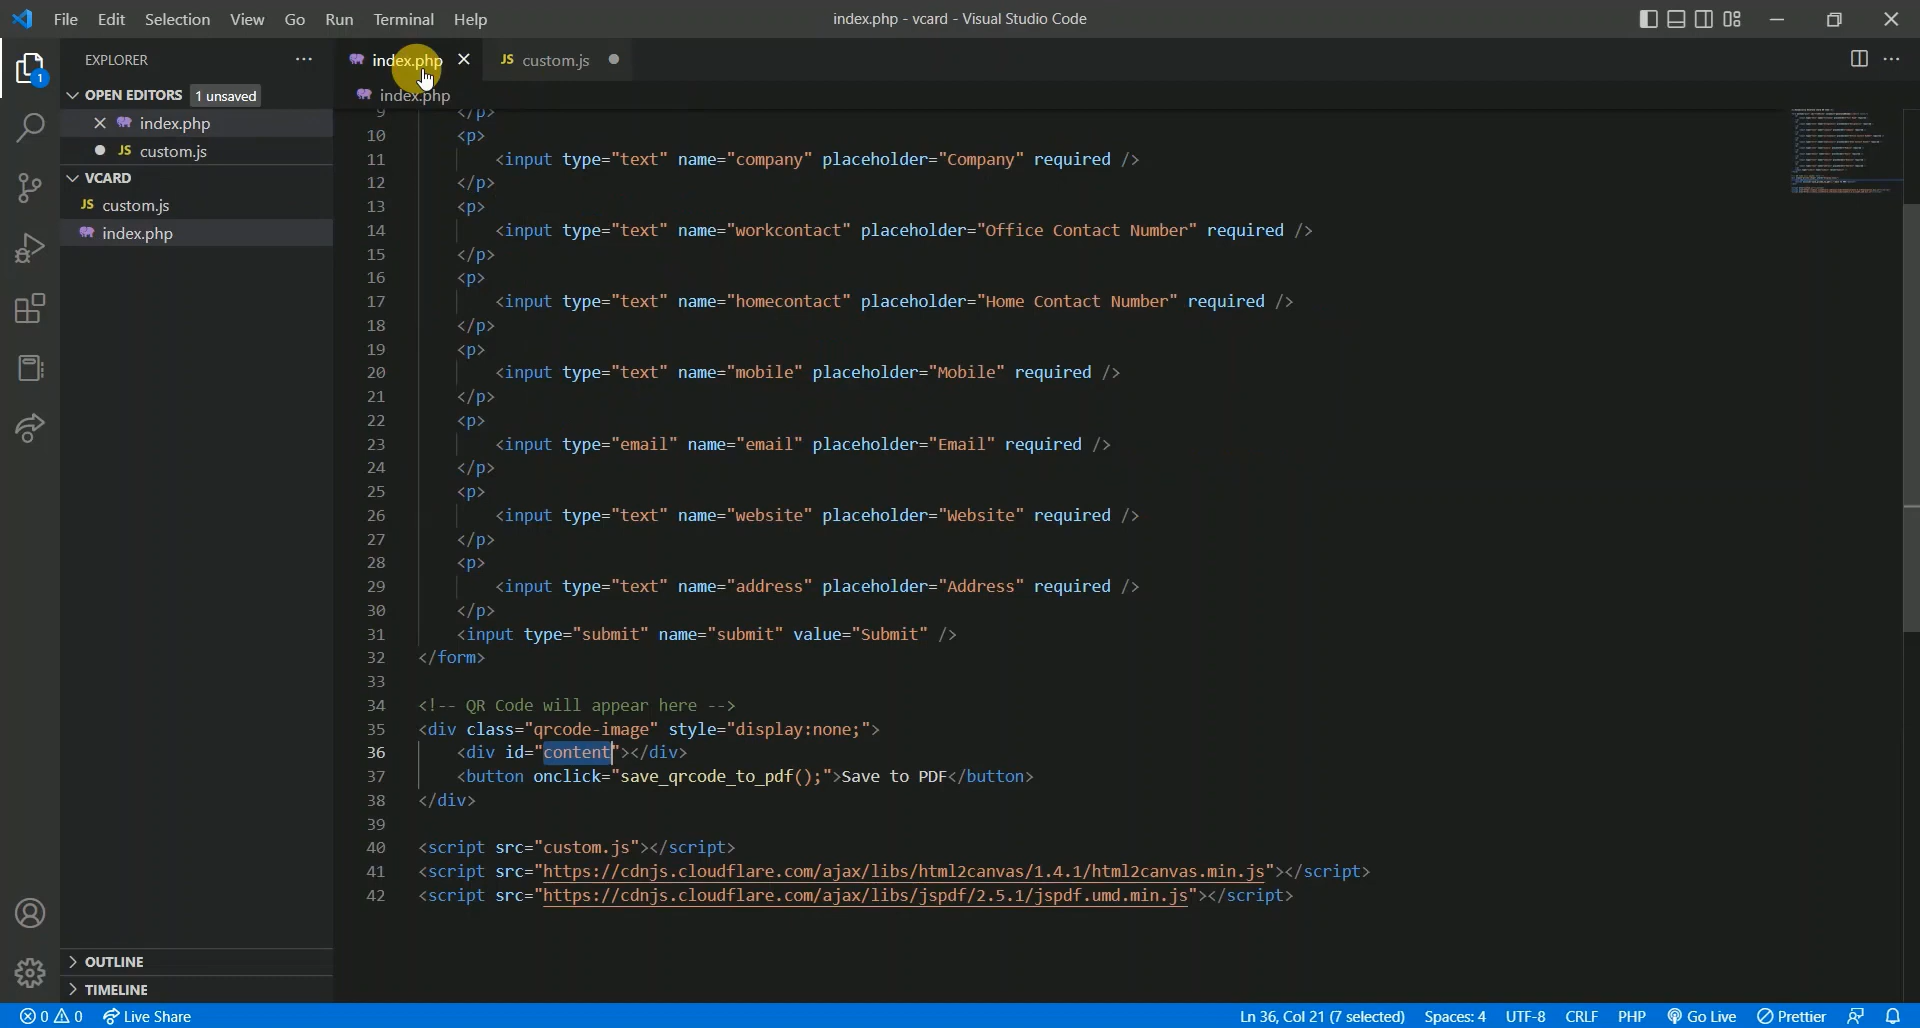 File Edit Selection View Go Run Terminal Help
index.php - vcard - Visual Studio Code
EXPLORER
OPEN EDITORS 1 unsaved
index.php
JS custom.js
VCARD
JS custom.js
index.php
OUTLINE
TIMELINE
1
index.php
JS custom.js
index.php
9 </p>
10 <p>
11 <input type="text" name="company" placeholder="Company" required />
12 </p>
13 <p>
14 <input type="text" name="workcontact" placeholder="Office Contact Number" required />
15 </p>
16 <p>
17 <input type="text" name="homecontact" placeholder="Home Contact Number" required />
18 </p>
19 <p>
20 <input type="text" name="mobile" placeholder="Mobile" required />
21 </p>
22 <p>
23 <input type="email" name="email" placeholder="Email" required />
24 </p>
25 <p>
26 <input type="text" name="website" placeholder="Website" required />
27 </p>
28 <p>
29 <input type="text" name="address" placeholder="Address" required />
30 </p>
31 <input type="submit" name="submit" value="Submit" />
32 </form>
33
34 <!-- QR Code will appear here -->
35 <div class="qrcode-image" style="display:none;">
36 <div id="content"></div>
37 <button onclick="save_qrcode_to_pdf();">Save to PDF</button>
38 </div>
39
40 <script src="custom.js"></script>
41 <script src="https://cdnjs.cloudflare.com/ajax/libs/html2canvas/1.4.1/html2canvas.min.js"></script>
42 <script src="https://cdnjs.cloudflare.com/ajax/libs/jspdf/2.5.1/jspdf.umd.min.js"></script>
0 0 Live Share Ln 36, Col 21 (7 selected) Spaces: 4 UTF-8 CRLF PHP Go Live Prettier